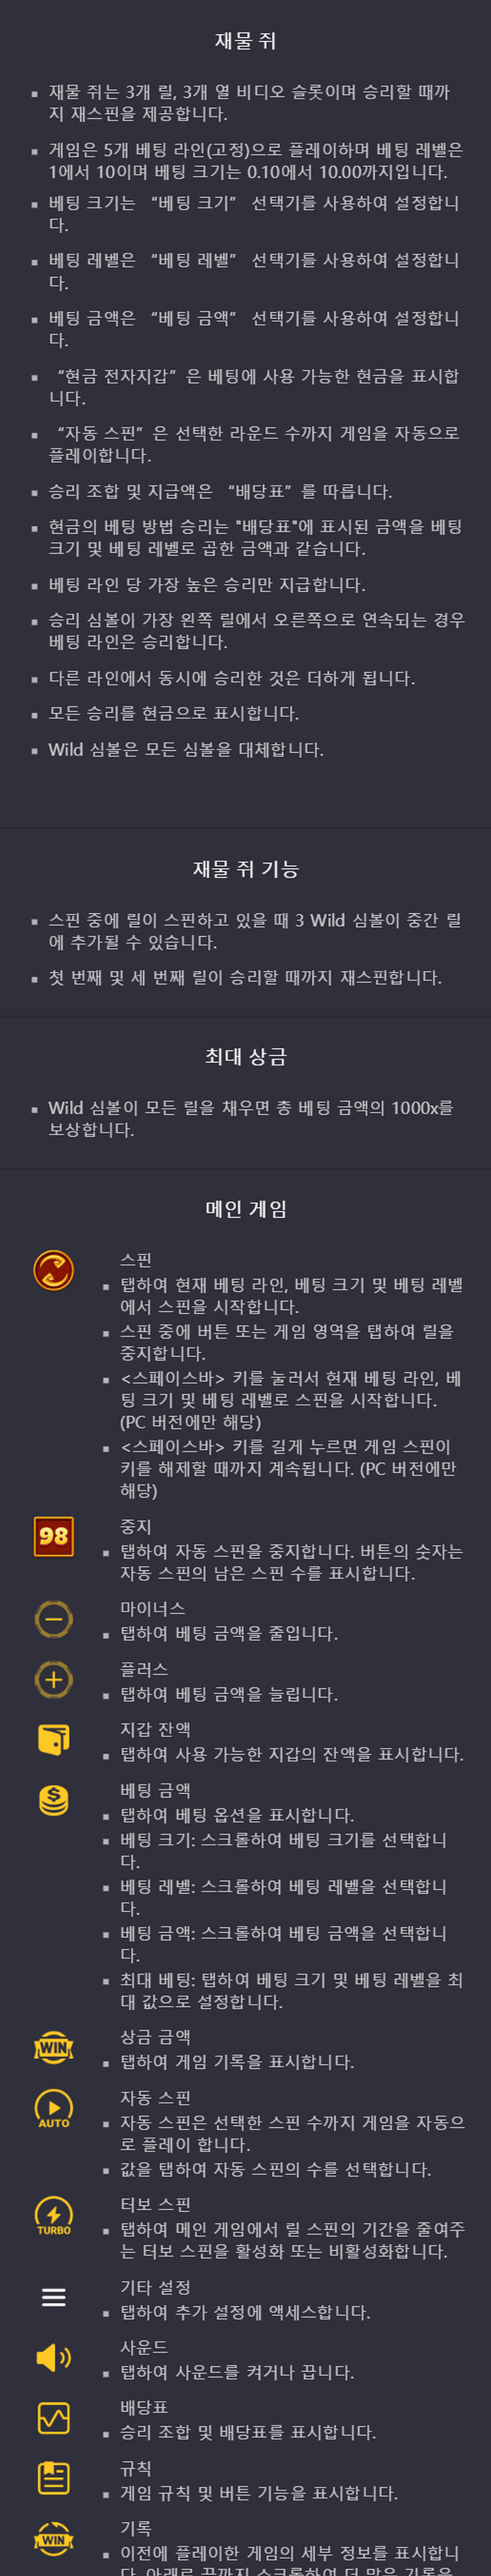 재물 쥐
재물 쥐는 3개 릴, 3개 열 비디오 슬롯이며 승리할 때까
지 재스핀을 제공합니다.
게임은 5개 베팅 라인(고정)으로 플레이하며 베팅 레벨은
1에서 10이며 베팅 크기는 0.10에서 10.00까지입니다.
베팅 크기는 “베팅 크기” 선택기를 사용하여 설정합니
다.
베팅 레벨은 “베팅 레벨” 선택기를 사용하여 설정합니
다.
베팅 금액은 “베팅 금액” 선택기를 사용하여 설정합니
다.
“현금 전자지갑” 은 베팅에 사용 가능한 현금을 표시합
니다.
“자동 스핀” 은 선택한 라운드 수까지 게임을 자동으로
플레이합니다.
승리 조합 및 지급액은 “배당표” 를 따릅니다.
현금의 베팅 방법 승리는 "배당표"에 표시된 금액을 베팅
크기 및 베팅 레벨로 곱한 금액과 같습니다.
베팅 라인 당 가장 높은 승리만 지급합니다.
승리 심볼이 가장 왼쪽 릴에서 오른쪽으로 연속되는 경우
베팅 라인은 승리합니다.
다른 라인에서 동시에 승리한 것은 더하게 됩니다.
모든 승리를 현금으로 표시합니다.
Wild 심볼은 모든 심볼을 대체합니다.
재물 쥐 기능
스핀 중에 릴이 스핀하고 있을 때 3 Wild 심볼이 중간 릴
에 추가될 수 있습니다.
첫 번째 및 세 번째 릴이 승리할 때까지 재스핀합니다.
최대 상금
Wild 심볼이 모든 릴을 채우면 총 베팅 금액의 1000x를
보상합니다.
메인 게임
스핀
탭하여 현재 베팅 라인, 베팅 크기 및 베팅 레벨
에서 스핀을 시작합니다.
스핀 중에 버튼 또는 게임 영역을 탭하여 릴을
중지합니다.
<스페이스바> 키를 눌러서 현재 베팅 라인, 베
팅 크기 및 베팅 레벨로 스핀을 시작합니다.
(PC 버전에만 해당)
<스페이스바> 키를 길게 누르면 게임 스핀이
키를 해제할 때까지 계속됩니다. (PC 버전에만
해당)
98
중지
탭하여 자동 스핀을 중지합니다. 버튼의 숫자는
자동 스핀의 남은 스핀 수를 표시합니다.
마이너스
탭하여 베팅 금액을 줄입니다.
플러스
탭하여 베팅 금액을 늘립니다.
지갑 잔액
탭하여 사용 가능한 지갑의 잔액을 표시합니다.
베팅 금액
탭하여 베팅 옵션을 표시합니다.
베팅 크기: 스크롤하여 베팅 크기를 선택합니
다.
베팅 레벨: 스크롤하여 베팅 레벨을 선택합니
다.
베팅 금액: 스크롤하여 베팅 금액을 선택합니
다.
최대 베팅: 탭하여 베팅 크기 및 베팅 레벨을 최
대 값으로 설정합니다.
WIN
상금 금액
탭하여 게임 기록을 표시합니다.
AUTO
자동 스핀
자동 스핀은 선택한 스핀 수까지 게임을 자동으
로 플레이 합니다.
값을 탭하여 자동 스핀의 수를 선택합니다.
TURBO
터보 스핀
탭하여 메인 게임에서 릴 스핀의 기간을 줄여주
는 터보 스핀을 활성화 또는 비활성화합니다.
기타 설정
탭하여 추가 설정에 액세스합니다.
사운드
탭하여 사운드를 켜거나 끕니다.
배당표
승리 조합 및 배당표를 표시합니다.
규칙
게임 규칙 및 버튼 기능을 표시합니다.
WIN
기록
이전에 플레이한 게임의 세부 정보를 표시합니
다. 아래로 끝까지 스크롤하여 더 많은 기록을